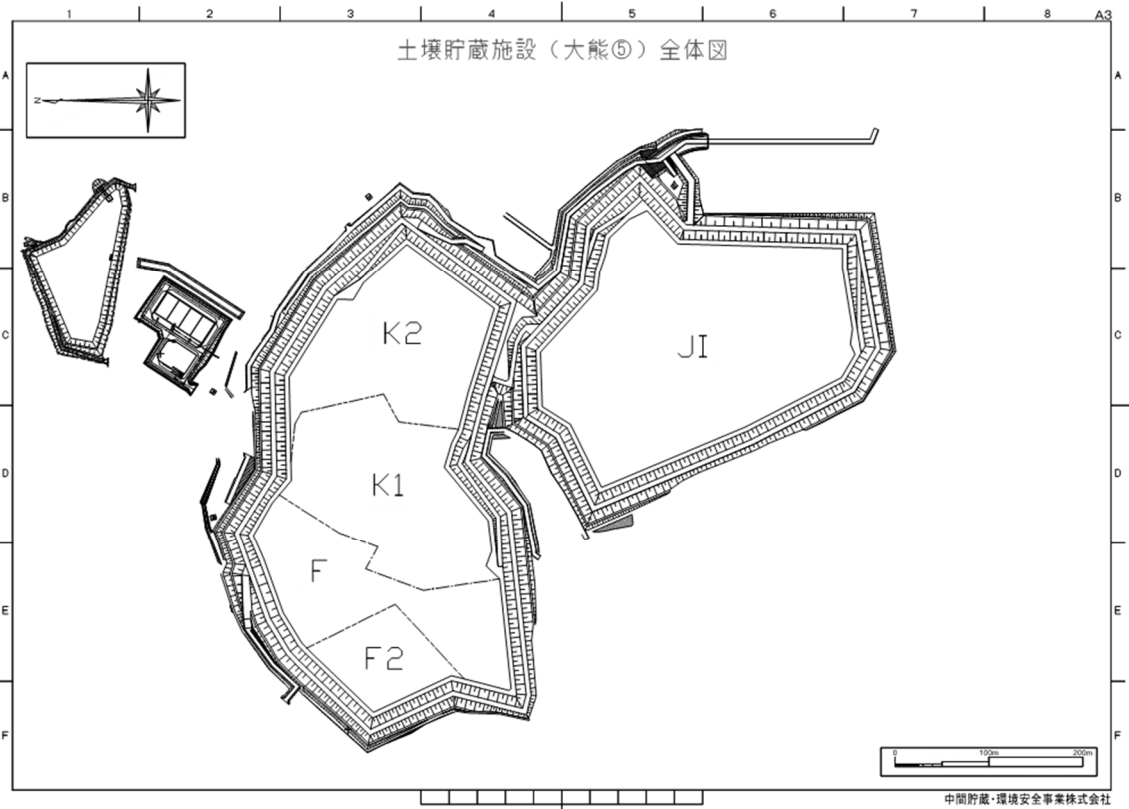 1 2 3 4 5 6 7 8 A3
土壌貯蔵施設（大熊⑤）全体図
A A
N
B B
K2 JI
C C
K1
D D
F
E E
F2
F F
0 100m 200m
中間貯蔵・環境安全事業株式会社